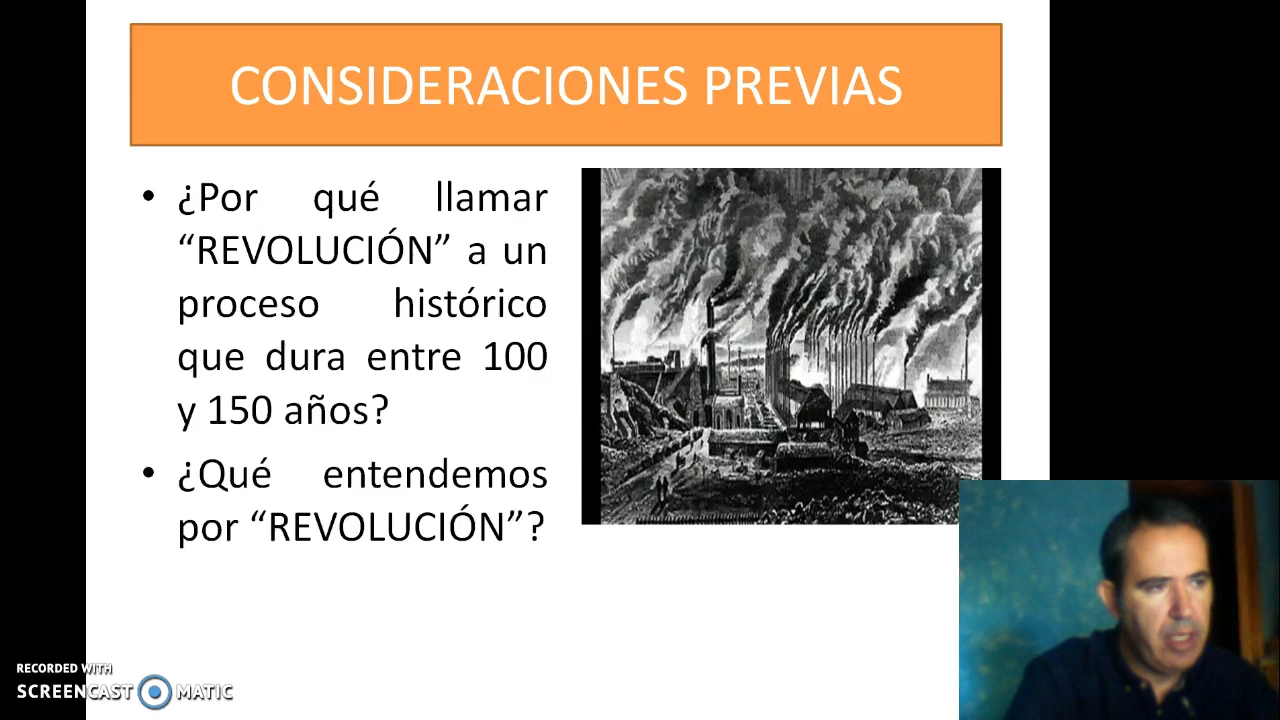 CONSIDERACIONES PREVIAS
• ¿Por qué llamar
“REVOLUCIÓN” a un
proceso histórico
que dura entre 100
y 150 años?
• ¿Qué entendemos
por “REVOLUCIÓN”?
RECORDED WITH
SCREENCAST MATIC